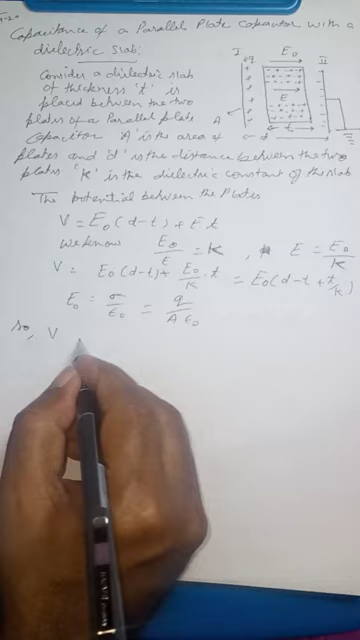 Capacitance of a Parallel Plate Capacitor with a
dielectric slab:
Consider a dielectric slab
of thickness 't' is
placed between the two
plates of a Parallel plate
Capacitor 'A' is the area of
plates and 'd' is the distance between the two
plates 'K' is the dielectric constant of the slab
The potential between the Plates
V = E₀(d-t) + Et
we know E₀/E = K , E = E₀/K
V = E₀(d-t) + E₀/K . t = E₀(d-t + t/K)
E₀ = σ/ε₀ = q/Aε₀
so, V
I +q E₀ II
E
A
t
d